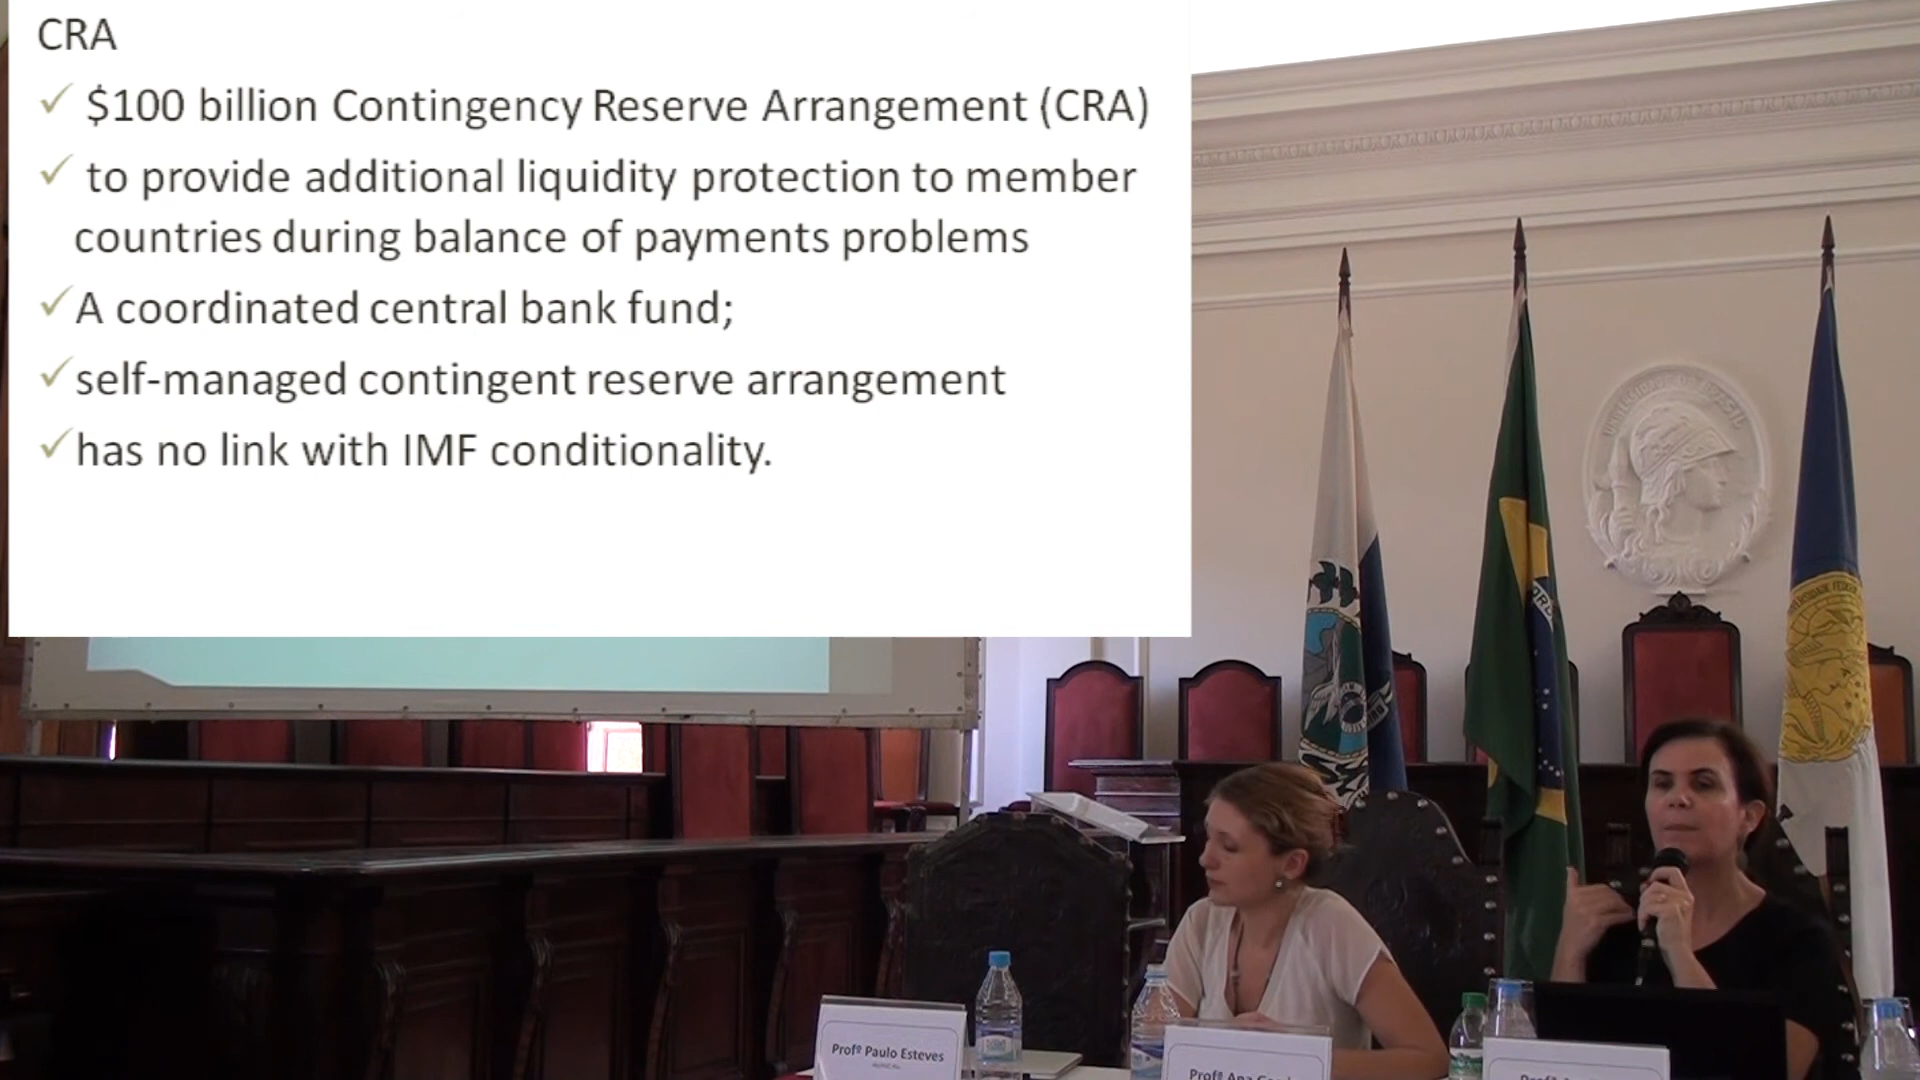 CRA
✓ $100 billion Contingency Reserve Arrangement (CRA)
✓ to provide additional liquidity protection to member
countries during balance of payments problems
✓ A coordinated central bank fund;
✓ self-managed contingent reserve arrangement
✓ has no link with IMF conditionality.
Profº Paulo Esteves
Profª Ana